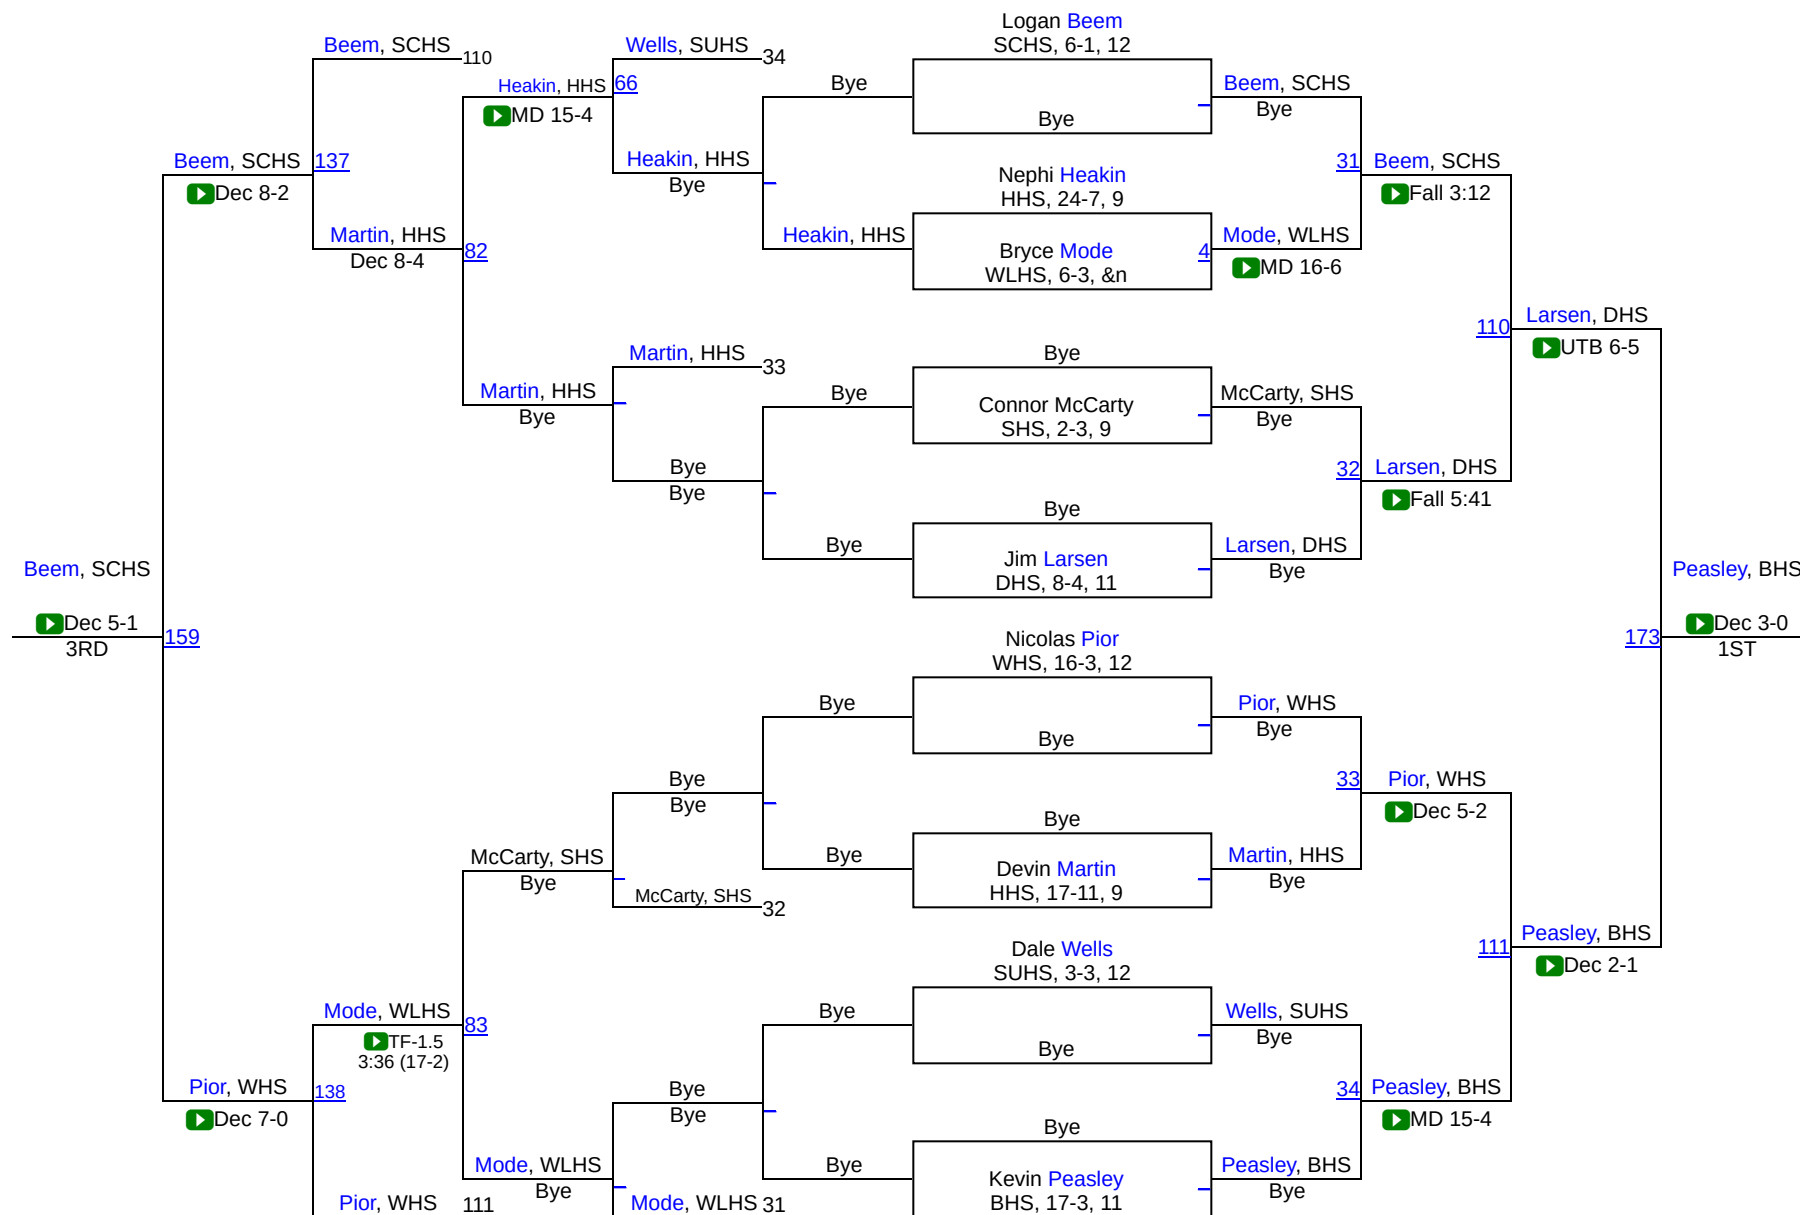 Logan Beem
SCHS, 6-1, 12
Beem, SCHS
110
Wells, SUHS
34
Heakin, HHS
66
MD 15-4
Bye
Bye
Beem, SCHS
Bye
Beem, SCHS
137
Dec 8-2
Heakin, HHS
Bye
Nephi Heakin
HHS, 24-7, 9
31
Beem, SCHS
Fall 3:12
Martin, HHS
Dec 8-4
82
Heakin, HHS
Bryce Mode
WLHS, 6-3, &n
4
Mode, WLHS
MD 16-6
110
Larsen, DHS
UTB 6-5
Martin, HHS
33
Bye
Martin, HHS
Bye
Bye
Connor McCarty
SHS, 2-3, 9
McCarty, SHS
Bye
Bye
Bye
32
Larsen, DHS
Fall 5:41
Bye
Bye
Jim Larsen
DHS, 8-4, 11
Larsen, DHS
Bye
Beem, SCHS
Dec 5-1
3RD
159
Peasley, BHS
173
Dec 3-0
1ST
Nicolas Pior
WHS, 16-3, 12
Bye
Bye
Pior, WHS
Bye
Bye
Bye
33
Pior, WHS
Dec 5-2
Bye
McCarty, SHS
Bye
Bye
Devin Martin
HHS, 17-11, 9
Martin, HHS
Bye
McCarty, SHS
32
Dale Wells
SUHS, 3-3, 12
111
Peasley, BHS
Dec 2-1
Mode, WLHS
83
TF-1.5
3:36 (17-2)
Bye
Bye
Wells, SUHS
Bye
Pior, WHS
138
Dec 7-0
Bye
Bye
34
Peasley, BHS
MD 15-4
Bye
Mode, WLHS
Bye
Bye
Kevin Peasley
BHS, 17-3, 11
Peasley, BHS
Bye
Pior, WHS
111
Mode, WLHS
31